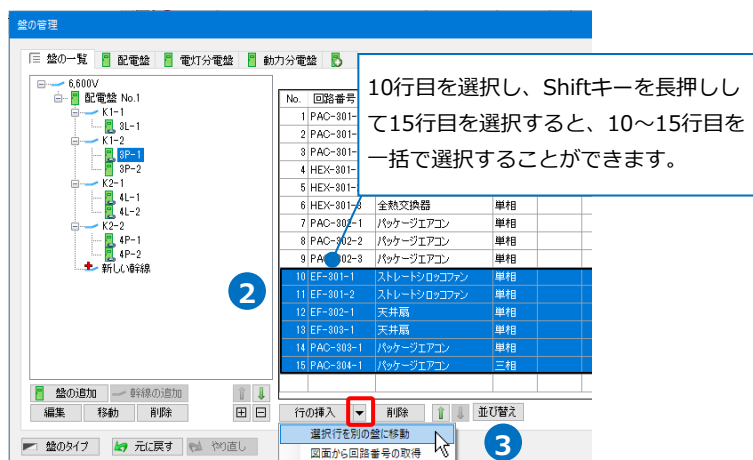 盤の管理
盤の一覧 配電盤 電灯分電盤 動力分電盤
10行目を選択し、Shiftキーを長押しし
て15行目を選択すると、10～15行目を
一括で選択することができます。
6,600V
配電盤 No.1
K1-1
3L-1
K1-2
3P-1
3P-2
K2-1
4L-1
4L-2
K2-2
4P-1
4P-2
新しい幹線
2
No. 回路番号
1 PAC-301-
2 PAC-301-
3 PAC-301-
4 HEX-301-
5 HEX-301-
6 HEX-301-3 全熱交換器 単相
7 PAC-302-1 パッケージエアコン 単相
8 PAC-302-2 パッケージエアコン 単相
9 PAC-302-3 パッケージエアコン 単相
10 EF-301-1 ストレートシロッコファン 単相
11 EF-301-2 ストレートシロッコファン 単相
12 EF-302-1 天井扇 単相
13 EF-303-1 天井扇 単相
14 PAC-303-1 パッケージエアコン 単相
15 PAC-304-1 パッケージエアコン 三相
盤の追加 幹線の追加
編集 移動 削除
行の挿入 削除 並び替え
選択行を別の盤に移動
図面から回路番号の取得
3
盤のタイプ 元に戻す やり直し